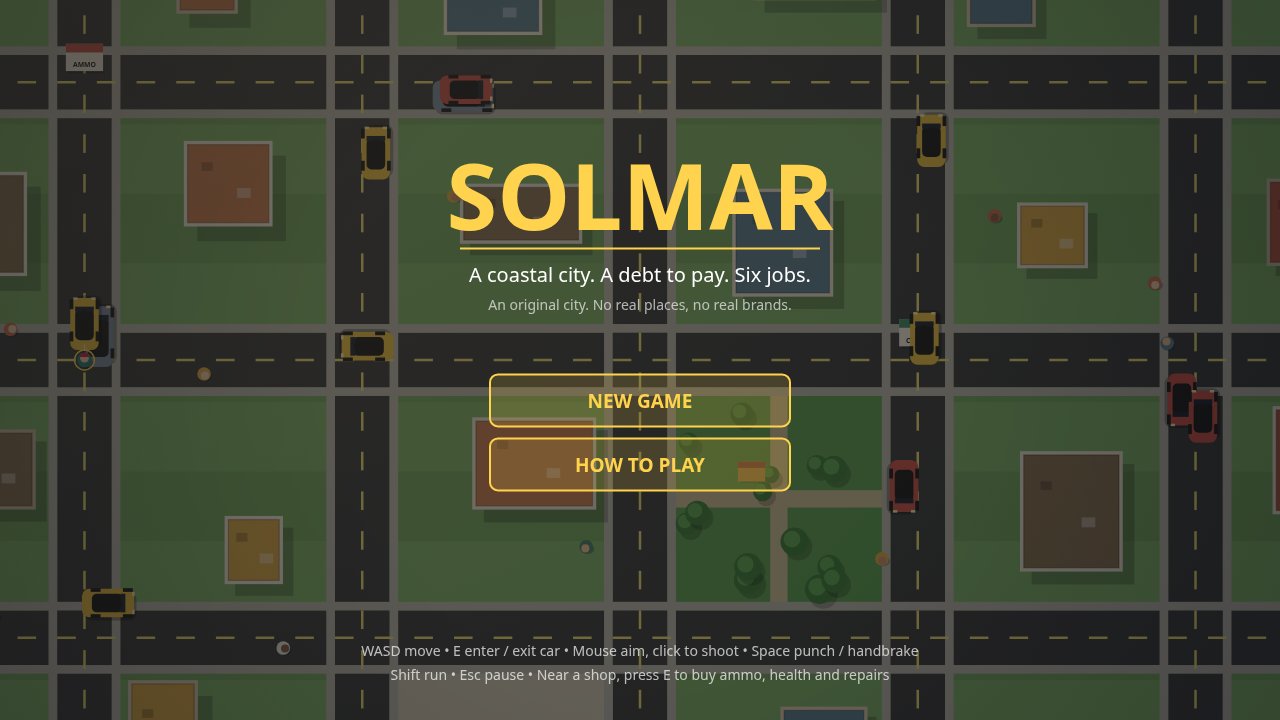 AMMO
SOLMAR
A coastal city. A debt to pay. Six jobs.
An original city. No real places, no real brands.
NEW GAME
HOW TO PLAY
WASD move • E enter / exit car • Mouse aim, click to shoot • Space punch / handbrake
Shift run • Esc pause • Near a shop, press E to buy ammo, health and repairs